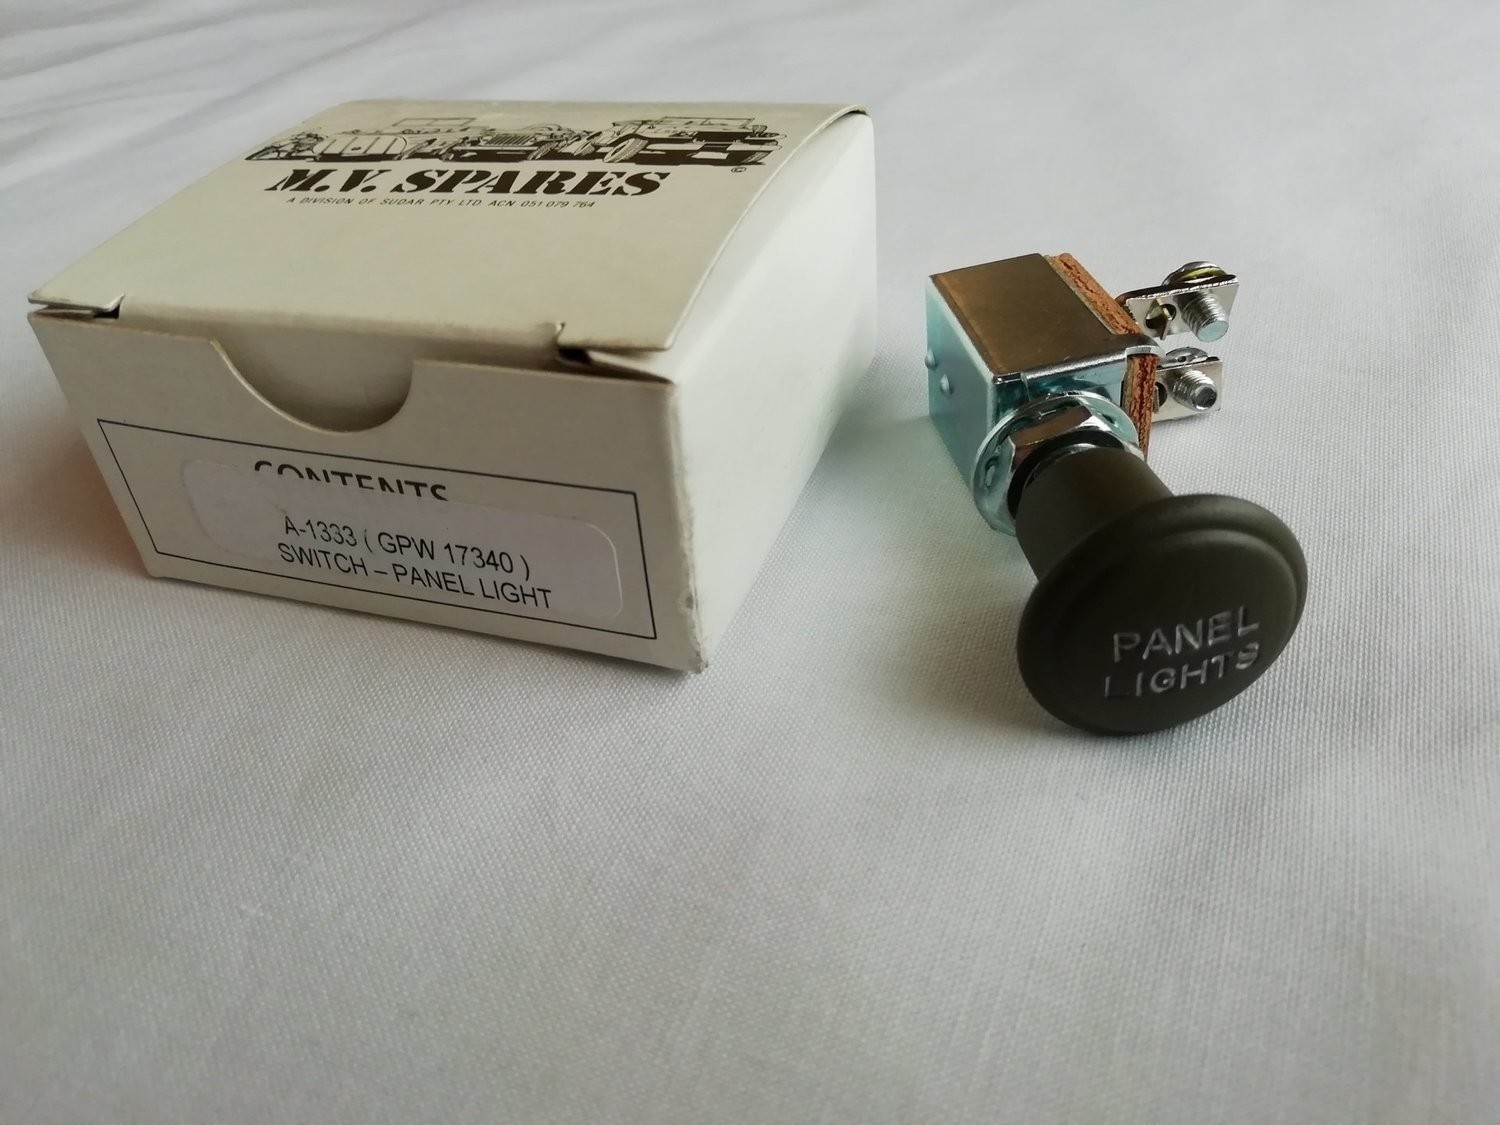 M.V. SPARES
©
A DIVISION OF SUDAR PTY. LTD. ACN 051 079 764
CONTENTS
A-1333 ( GPW 17340 )
SWITCH – PANEL LIGHT
PANEL
LIGHTS